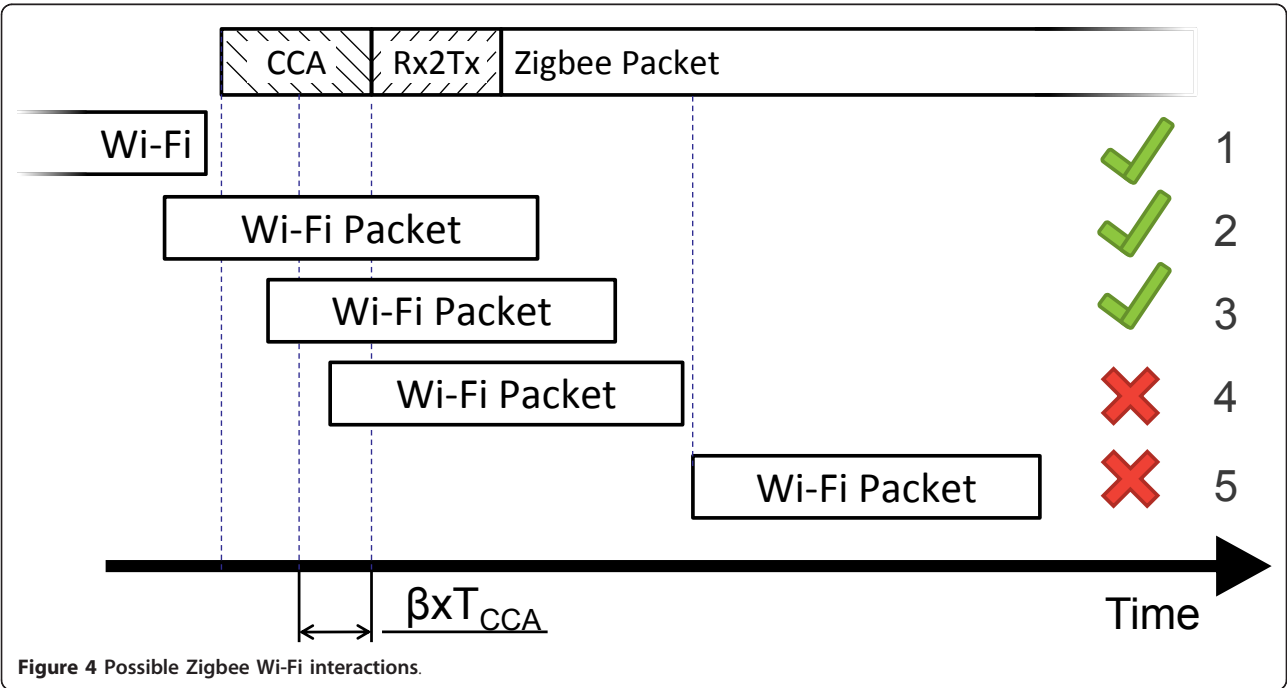 CCA Rx2Tx Zigbee Packet
Wi-Fi 1
Wi-Fi Packet 2
Wi-Fi Packet 3
Wi-Fi Packet 4
Wi-Fi Packet 5
βxT_CCA
Time
Figure 4 Possible Zigbee Wi-Fi interactions.